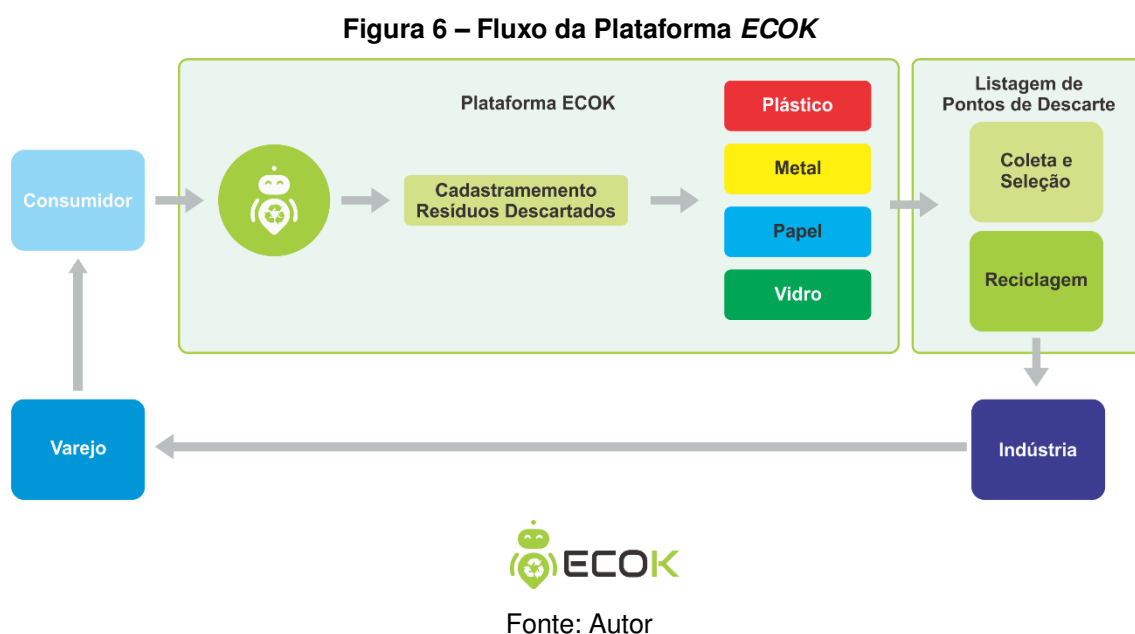 Figura 6 – Fluxo da Plataforma ECOK
Plataforma ECOK
Listagem de
Pontos de Descarte
Consumidor
Cadastramemento
Resíduos Descartados
Plástico
Metal
Papel
Vidro
Coleta e
Seleção
Reciclagem
Varejo
Indústria
ECOK
Fonte: Autor